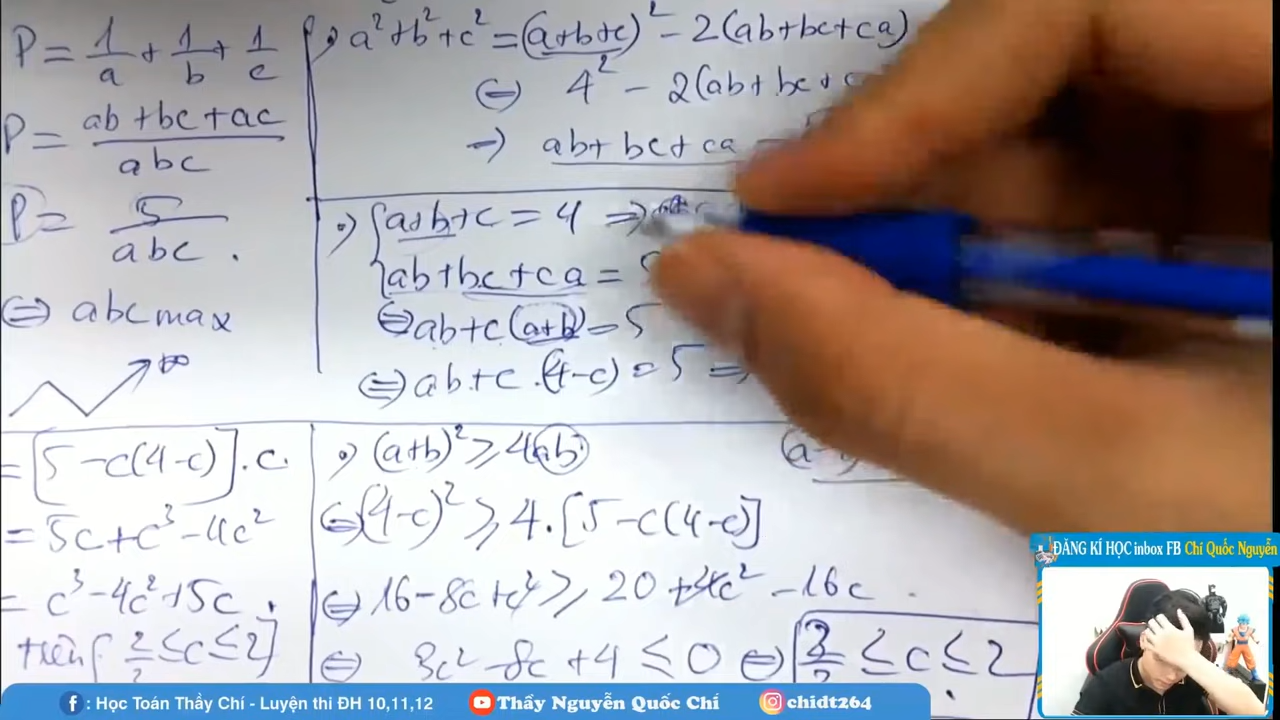 P = 1/a + 1/b + 1/c
P = (ab + bc + ac)/abc
P = 5/abc .
⇔ abc max
+∞
= [5 - c(4-c)].c.
= 5c + c³ - 4c²
= c³ - 4c² + 5c.
trên [2/3 ≤ c ≤ 2]
•) a² + b² + c² = (a+b+c)² - 2(ab+bc+ca)
⇔ 4² - 2(ab + bc +
→ ab + bc + ca =
•) { a+b+c = 4 ⇒
{ ab + bc + ca =
⇔ ab + c(a+b) = 5
⇔ ab + c.(4-c) = 5 ⇒
•) (a+b)² ≥ 4(ab)
⇔ (4-c)² ≥ 4.[5 - c(4-c)]
⇔ 16 - 8c + c² ≥ 20 + 4c² - 16c .
⇔ 3c² - 8c + 4 ≤ 0 ⇔ ≤ c ≤ 2
ĐĂNG KÍ HỌC inbox FB Chí Quốc Nguyễn
: Học Toán Thầy Chí - Luyện thi ĐH 10,11,12
Thầy Nguyễn Quốc Chí
chidt264